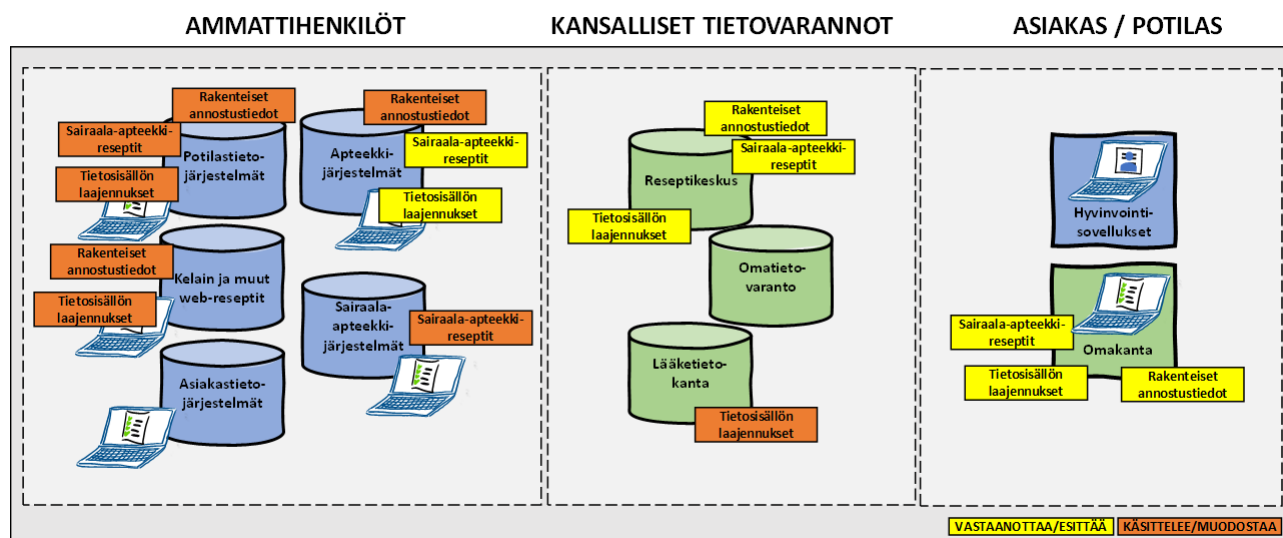 AMMATTIHENKILÖT
KANSALLISET TIETOVARANNOT
ASIAKAS / POTILAS
Rakenteiset
annostustiedot
Sairaala-apteekki-
reseptit
Tietosisällön
laajennukset
Potilastieto-
järjestelmät
Rakenteiset
annostustiedot
Sairaala-apteekki-
reseptit
Tietosisällön
laajennukset
Apteekki-
järjestelmät
Rakenteiset
annostustiedot
Tietosisällön
laajennukset
Kelain ja muut
web-reseptit
Sairaala-
apteekki-
järjestelmät
Sairaala-apteekki-
reseptit
Asiakastieto-
järjestelmät
Rakenteiset
annostustiedot
Sairaala-apteekki-
reseptit
Reseptikeskus
Tietosisällön
laajennukset
Omatieto-
varanto
Lääketieto-
kanta
Tietosisällön
laajennukset
Hyvinvointi-
sovellukset
Sairaala-apteekki-
reseptit
Omakanta
Tietosisällön
laajennukset
Rakenteiset
annostustiedot
VASTAANOTTAA/ESITTÄÄ
KÄSITTELEE/MUODOSTAA